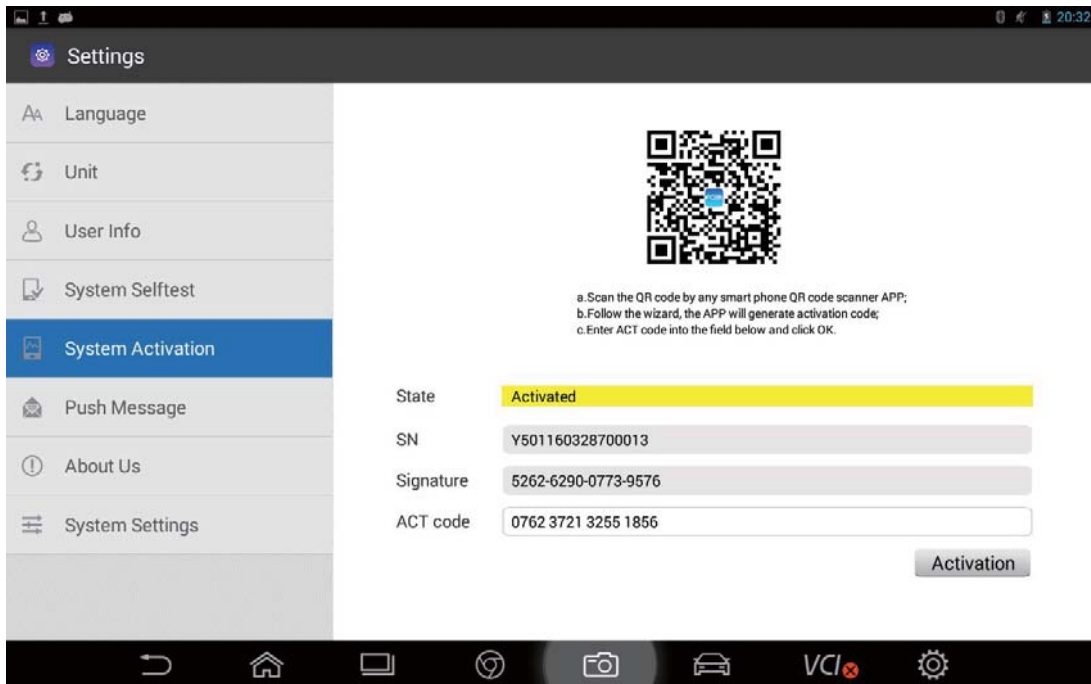 20:32
Settings
Language
Unit
User Info
System Selftest
System Activation
Push Message
About Us
System Settings
a.Scan the QR code by any smart phone QR code scanner APP;
b.Follow the wizard, the APP will generate activation code;
c.Enter ACT code into the field below and click OK.
State Activated
SN Y501160328700013
Signature 5262-6290-0773-9576
ACT code 0762 3721 3255 1856
Activation
VCI